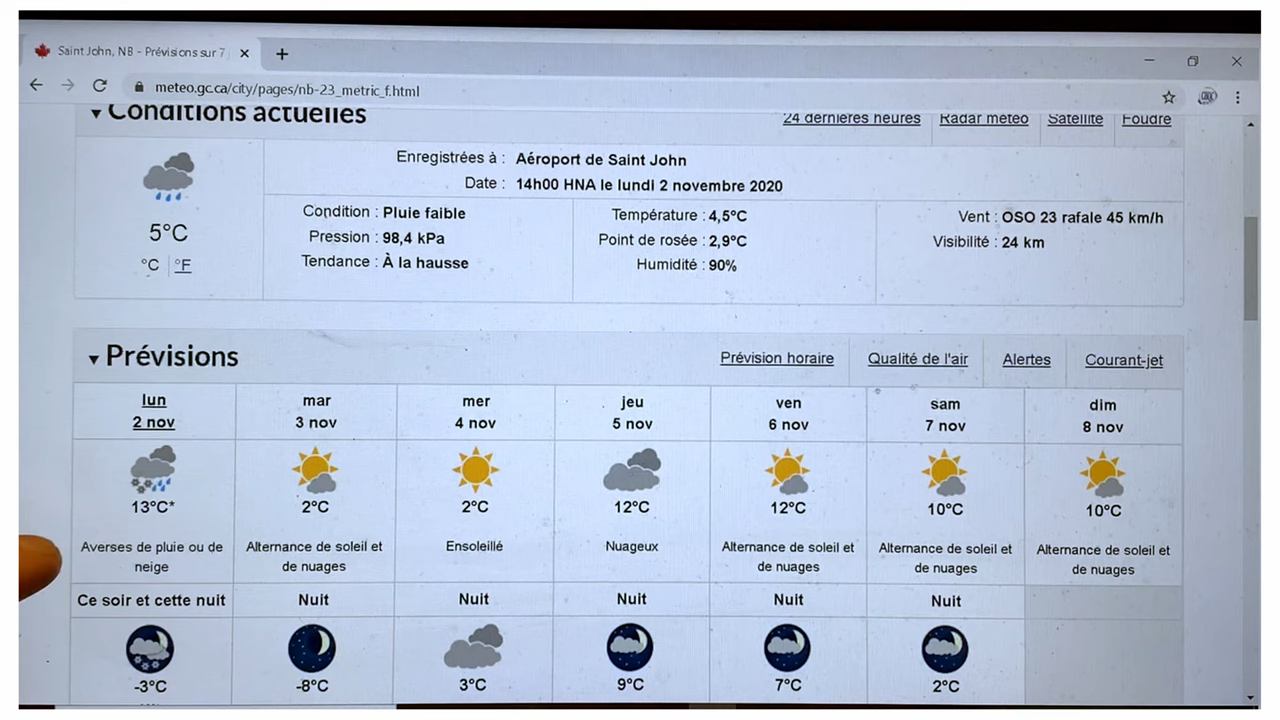 Saint John, NB - Prévisions sur 7
meteo.gc.ca/city/pages/nb-23_metric_f.html
Conditions actuelles
24 dernières heures
Radar météo
Satellite
Foudre
5°C
°C | °F
Enregistrées à : Aéroport de Saint John
Date : 14h00 HNA le lundi 2 novembre 2020
Condition : Pluie faible
Pression : 98,4 kPa
Tendance : À la hausse
Température : 4,5°C
Point de rosée : 2,9°C
Humidité : 90%
Vent : OSO 23 rafale 45 km/h
Visibilité : 24 km
Prévisions
Prévision horaire
Qualité de l'air
Alertes
Courant-jet
lun
2 nov
mar
3 nov
mer
4 nov
jeu
5 nov
ven
6 nov
sam
7 nov
dim
8 nov
13°C*
2°C
2°C
12°C
12°C
10°C
10°C
Averses de pluie ou de
neige
Alternance de soleil et
de nuages
Ensoleillé
Nuageux
Alternance de soleil et
de nuages
Alternance de soleil et
de nuages
Alternance de soleil et
de nuages
Ce soir et cette nuit
Nuit
Nuit
Nuit
Nuit
Nuit
-3°C
-8°C
3°C
9°C
7°C
2°C